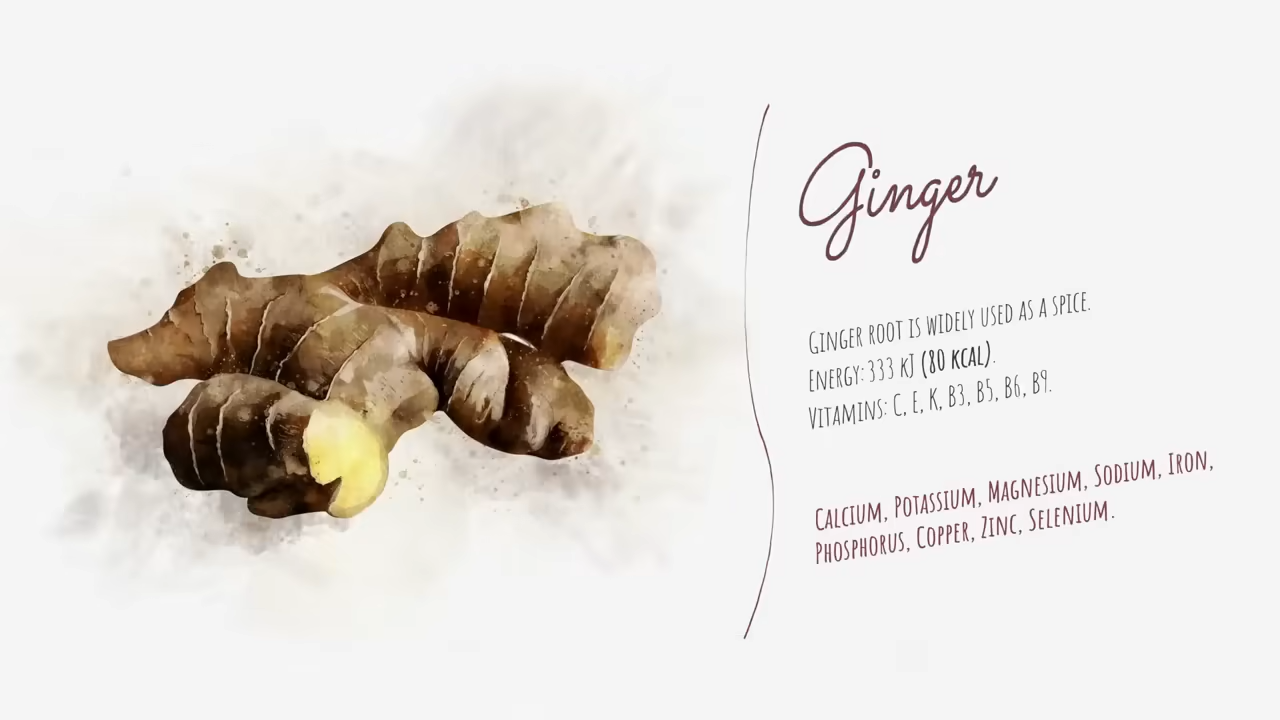 Ginger
Ginger root is widely used as a spice.
Energy: 333 kJ (80 kcal).
Vitamins: C, E, K, B3, B5, B6, B9.
Calcium, Potassium, Magnesium, Sodium, Iron,
Phosphorus, Copper, Zinc, Selenium.